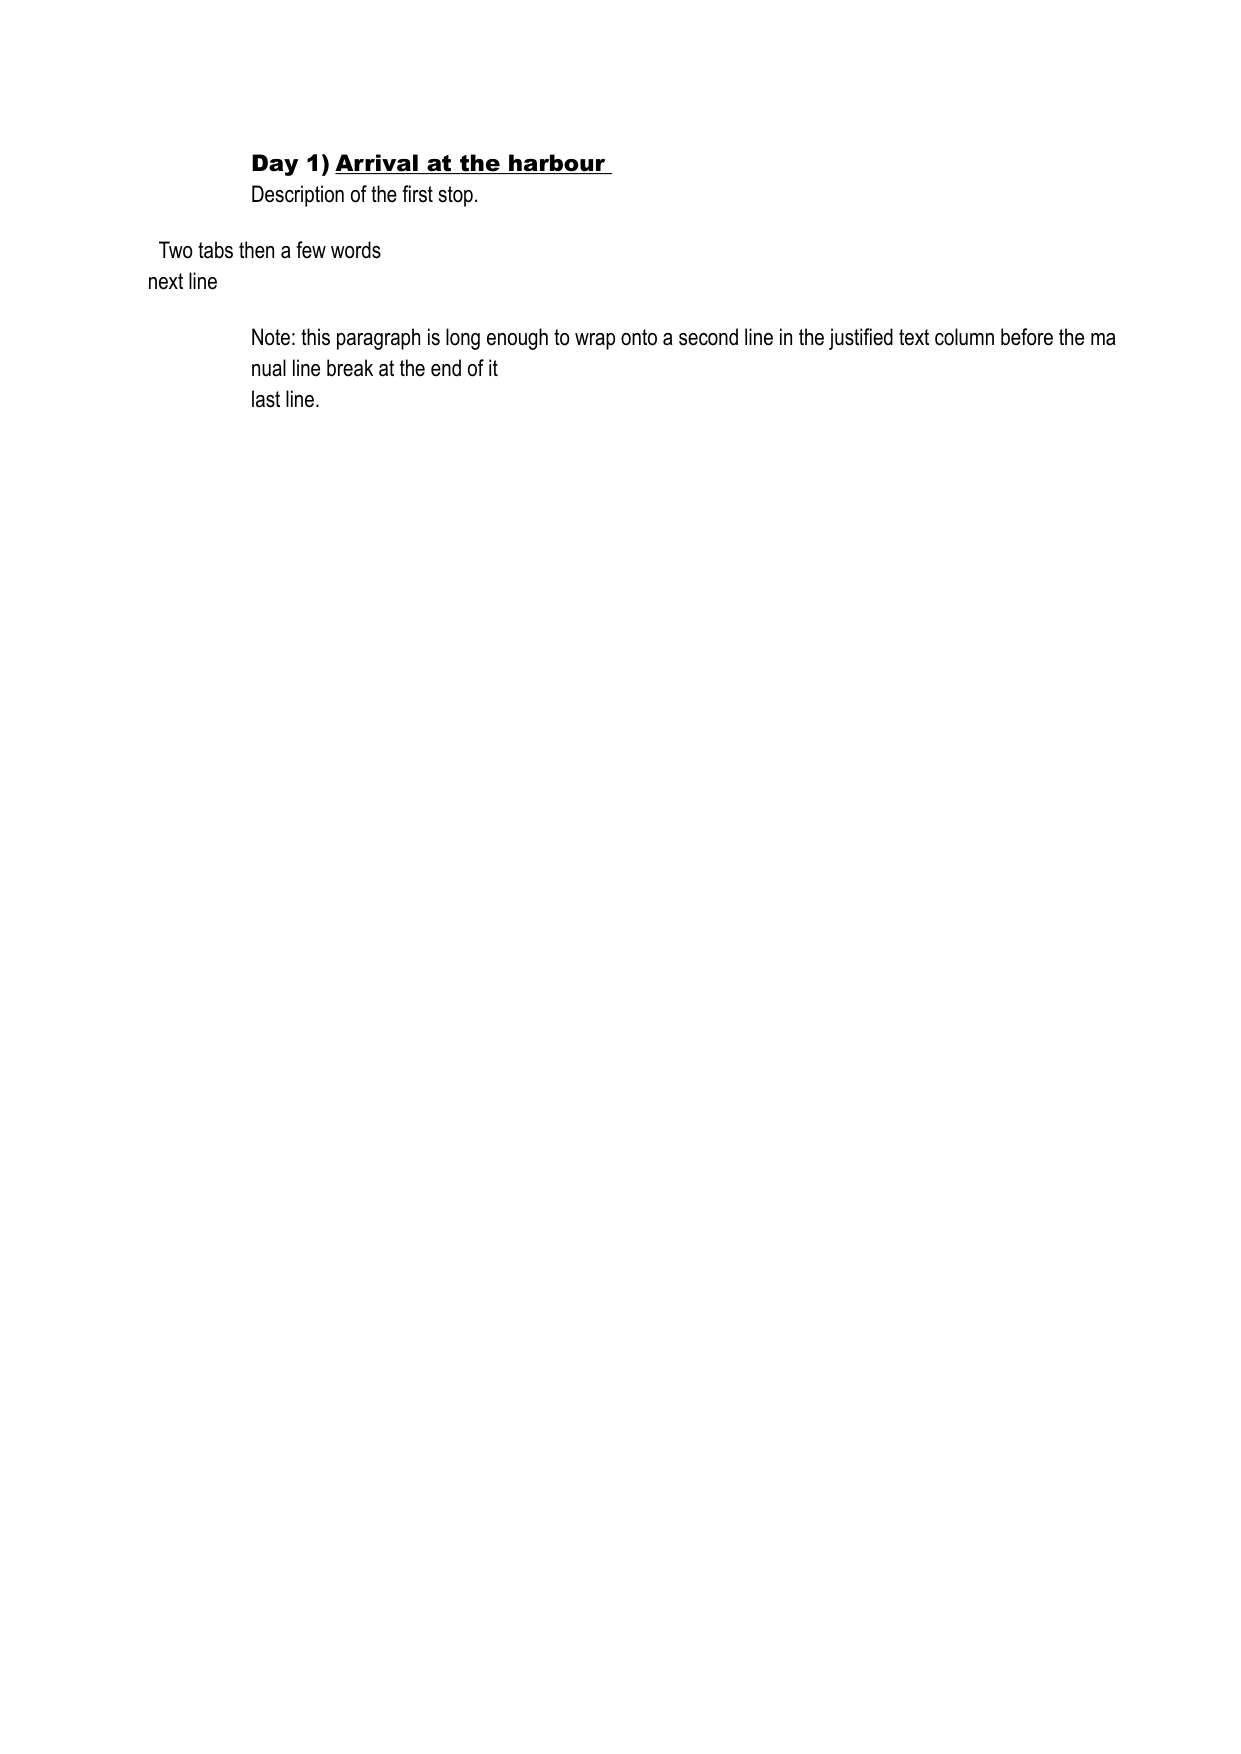 Day 1) Arrival at the harbour
Description of the first stop.
Two tabs then a few words
next line
Note: this paragraph is long enough to wrap onto a second line in the justified text column before the ma
nual line break at the end of it
last line.